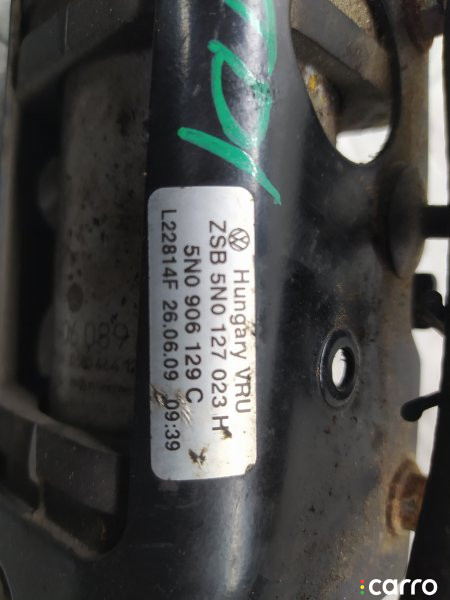 Hungary VRU
ZSB 5N0 127 023 H
5N0 906 129 C
L22814F 26.06.09 09:39
carro